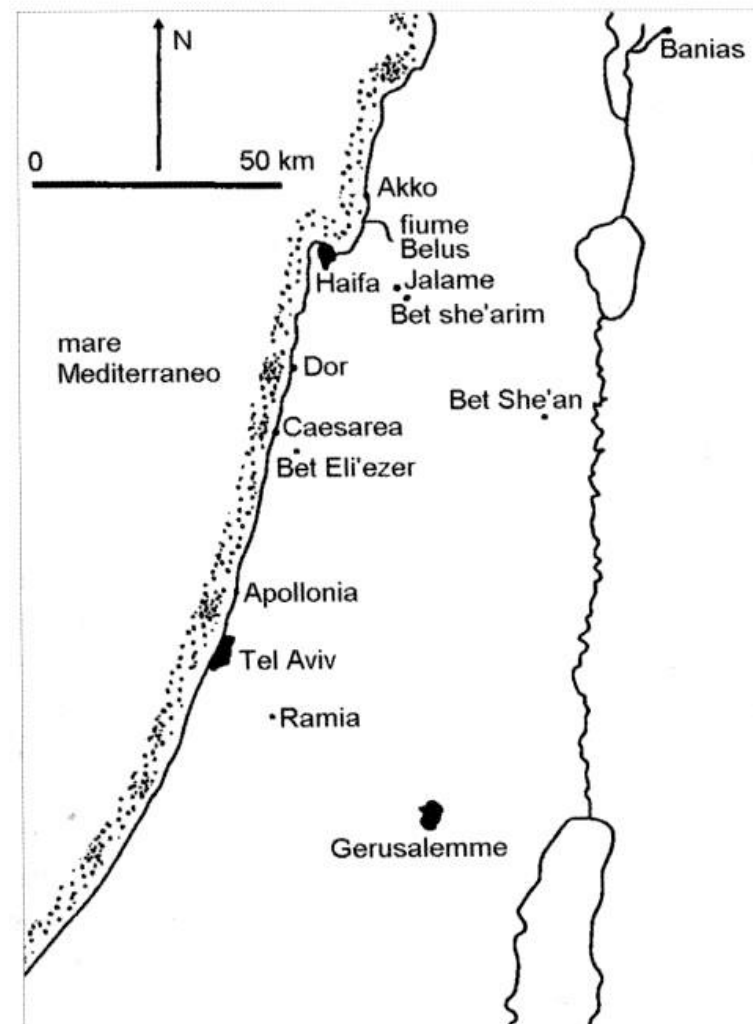 N
Banias
0 50 km
Akko
fiume
Belus
Haifa
Jalame
Bet she'arim
mare
Mediterraneo
Dor
Bet She'an
Caesarea
Bet Eli'ezer
Apollonia
Tel Aviv
Ramia
Gerusalemme